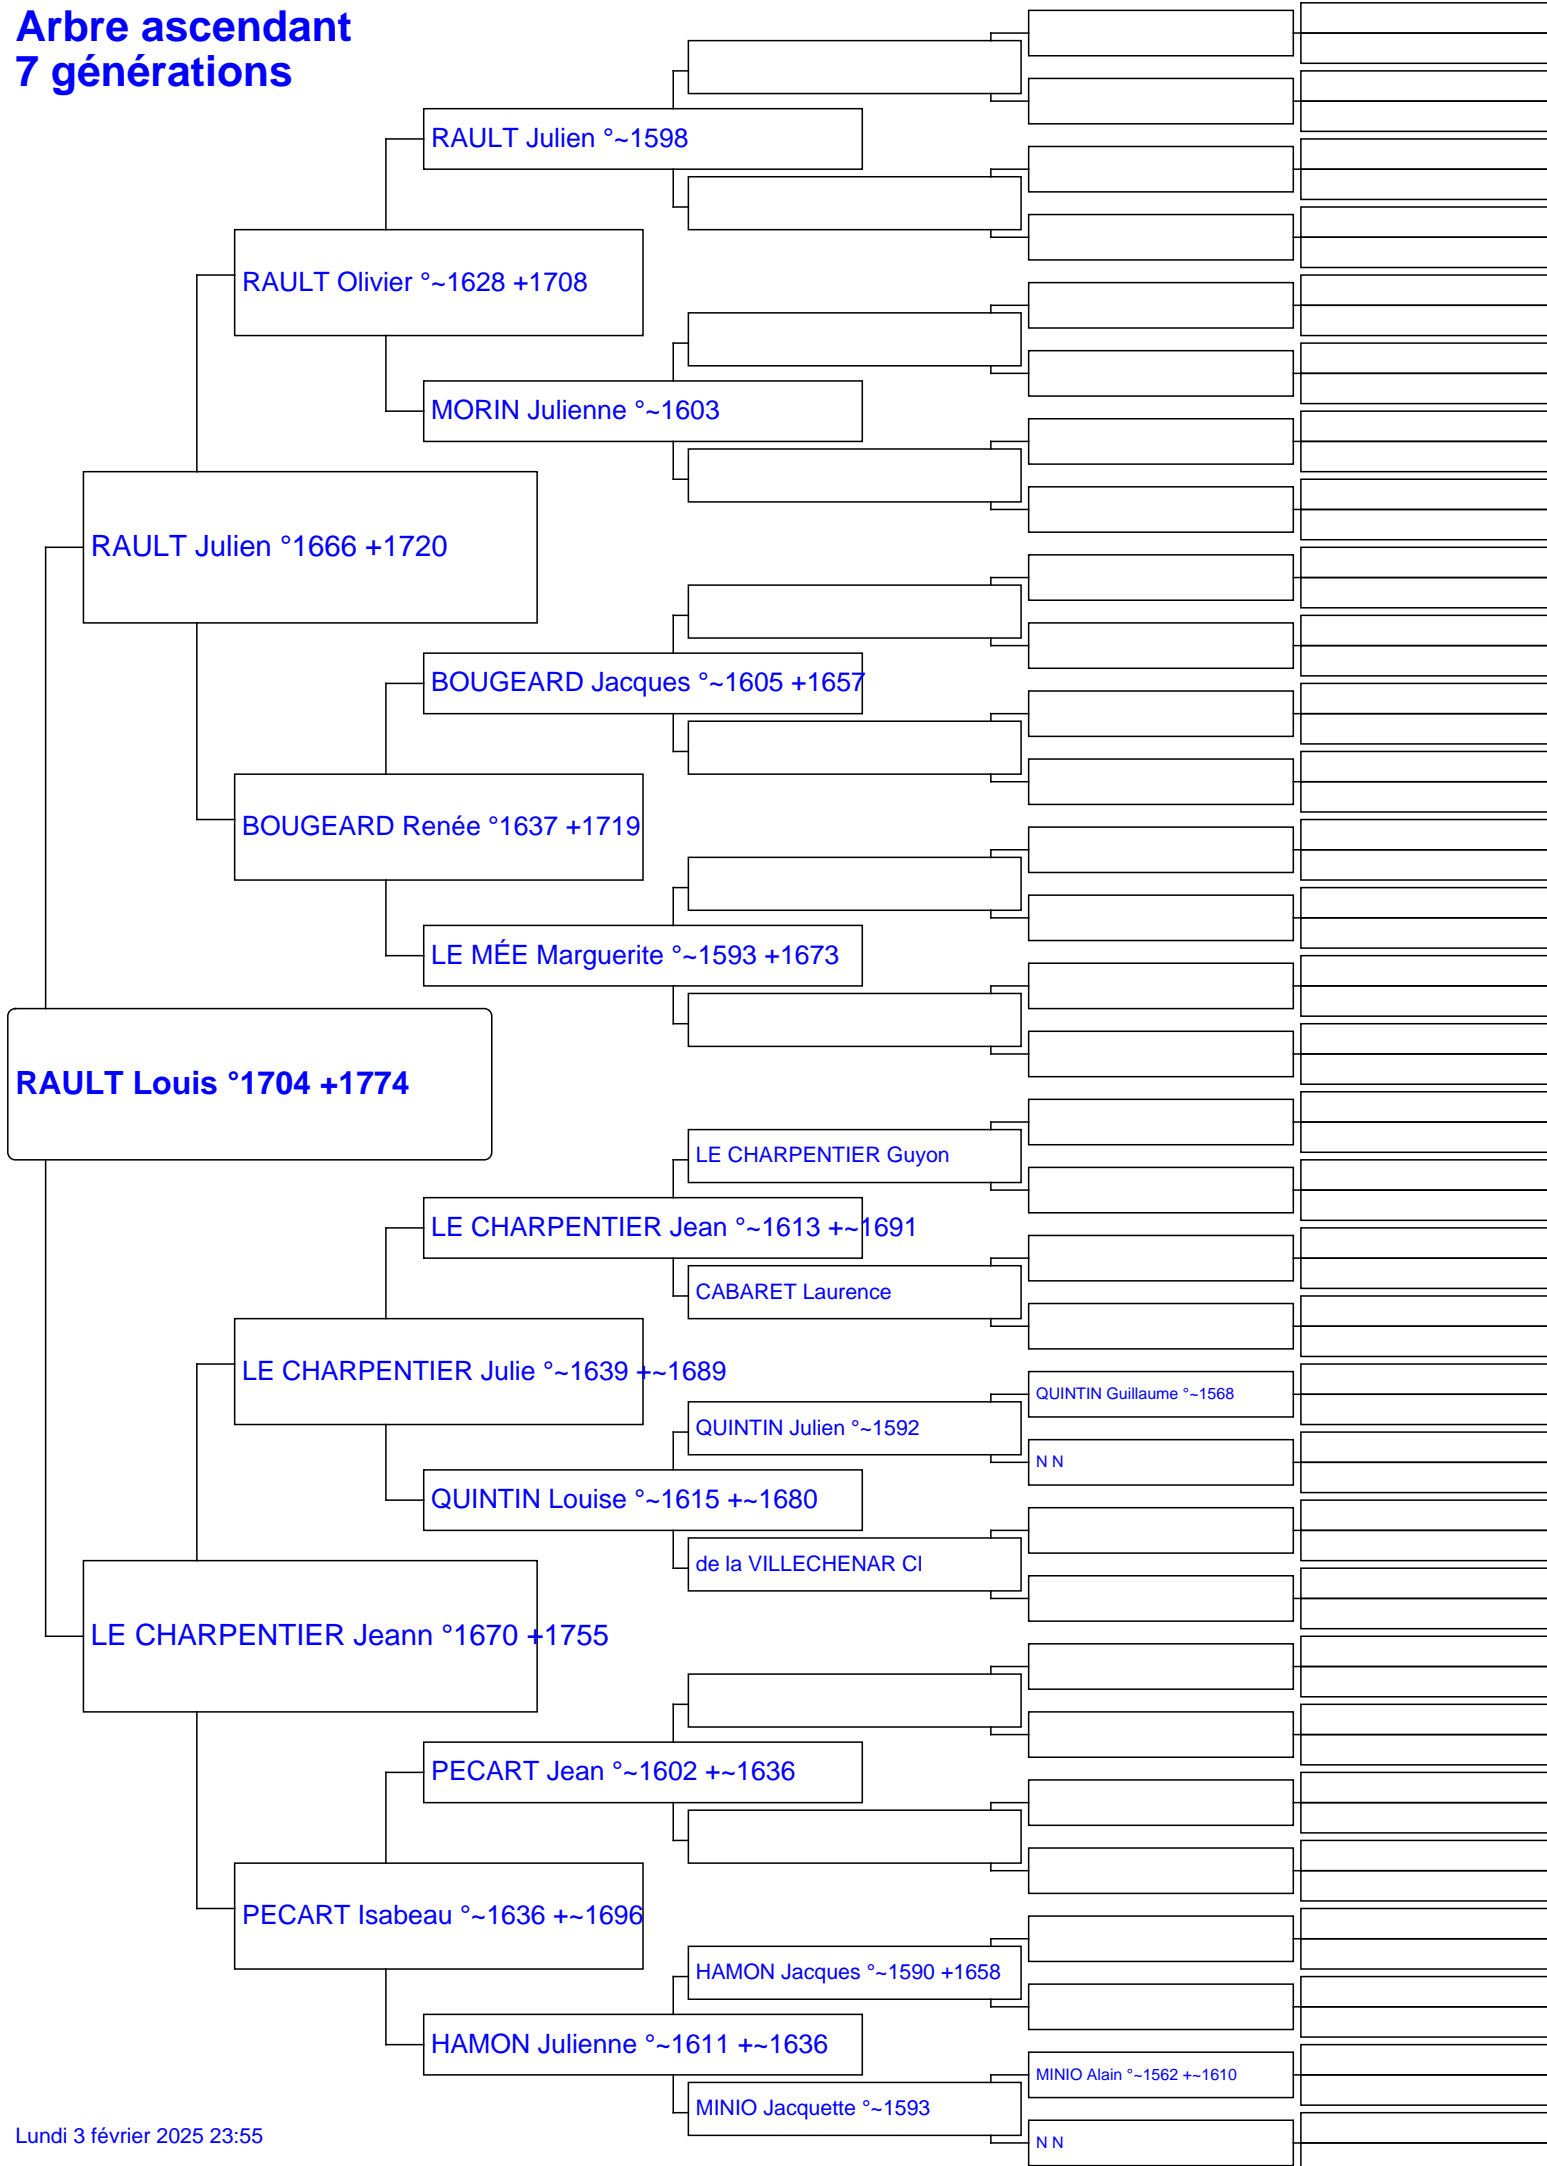 Arbre ascendant
7 générations
RAULT Julien °~1598
RAULT Olivier °~1628 +1708
MORIN Julienne °~1603
RAULT Julien °1666 +1720
BOUGEARD Jacques °~1605 +1657
BOUGEARD Renée °1637 +1719
LE MÉE Marguerite °~1593 +1673
RAULT Louis °1704 +1774
LE CHARPENTIER Guyon
LE CHARPENTIER Jean °~1613 +~1691
CABARET Laurence
LE CHARPENTIER Julie °~1639 +~1689
QUINTIN Guillaume °~1568
QUINTIN Julien °~1592
N N
QUINTIN Louise °~1615 +~1680
de la VILLECHENAR Cl
LE CHARPENTIER Jeann °1670 +1755
PECART Jean °~1602 +~1636
PECART Isabeau °~1636 +~1696
HAMON Jacques °~1590 +1658
HAMON Julienne °~1611 +~1636
MINIO Alain °~1562 +~1610
MINIO Jacquette °~1593
N N
Lundi 3 février 2025 23:55